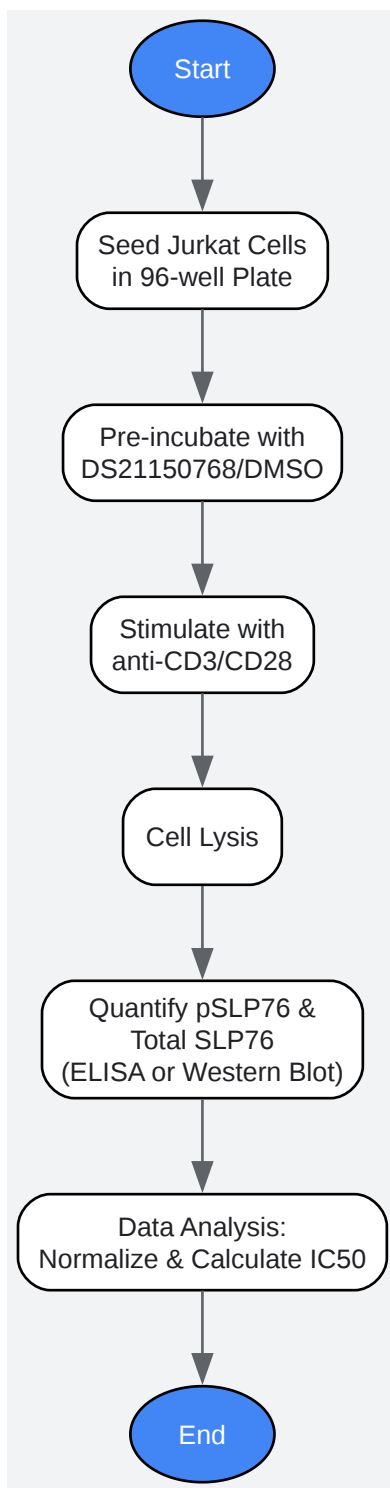 Start
Seed Jurkat Cells
in 96-well Plate
Pre-incubate with
DS21150768/DMSO
Stimulate with
anti-CD3/CD28
Cell Lysis
Quantify pSLP76 &
Total SLP76
(ELISA or Western Blot)
Data Analysis:
Normalize & Calculate IC50
End